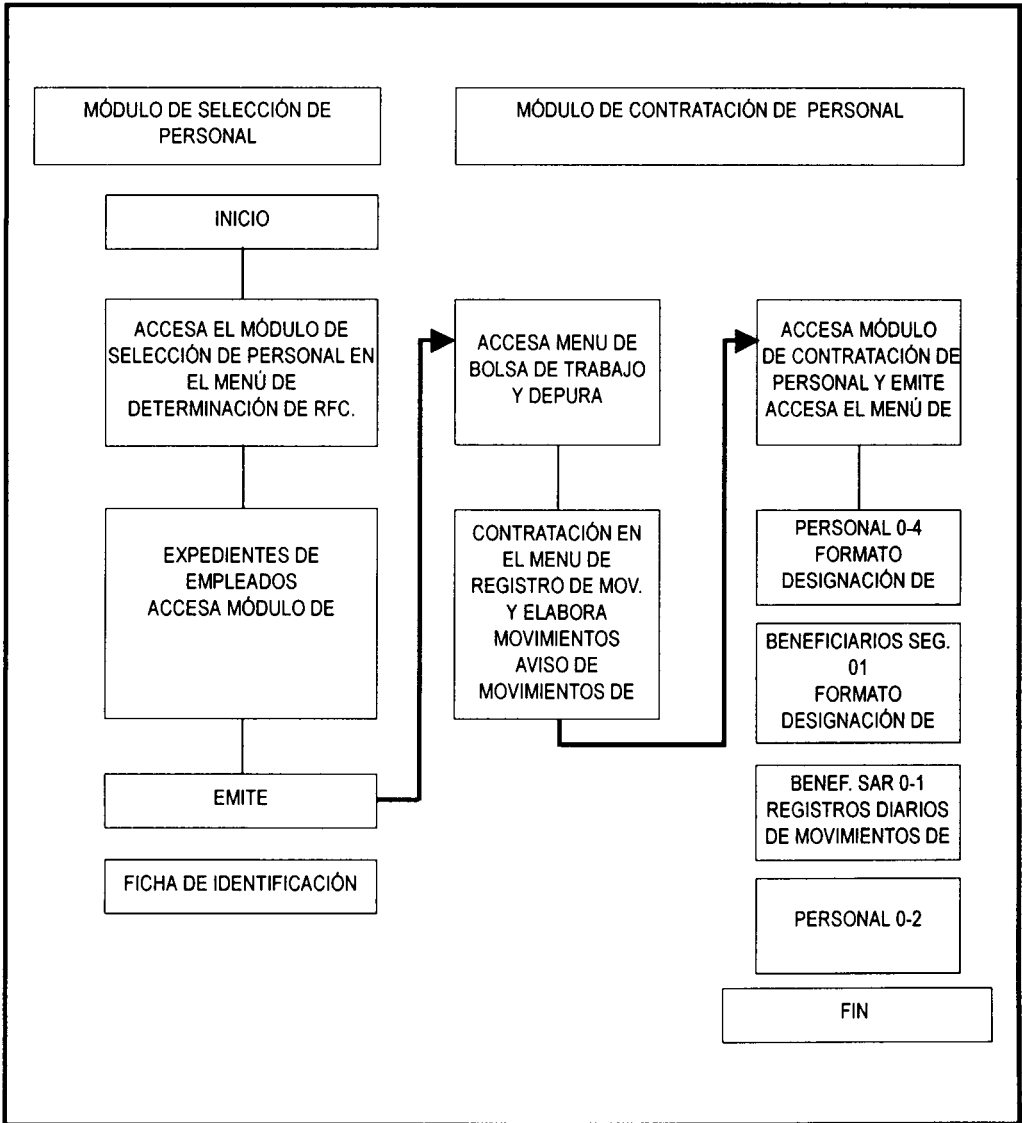 MÓDULO DE SELECCIÓN DE
PERSONAL
MÓDULO DE CONTRATACIÓN DE PERSONAL
INICIO
ACCESA EL MÓDULO DE
SELECCIÓN DE PERSONAL EN
EL MENÚ DE
DETERMINACIÓN DE RFC.
EXPEDIENTES DE
EMPLEADOS
ACCESA MÓDULO DE
EMITE
FICHA DE IDENTIFICACIÓN
ACCESA MENU DE
BOLSA DE TRABAJO
Y DEPURA
CONTRATACIÓN EN
EL MENU DE
REGISTRO DE MOV.
Y ELABORA
MOVIMIENTOS
AVISO DE
MOVIMIENTOS DE
ACCESA MÓDULO
DE CONTRATACIÓN DE
PERSONAL Y EMITE
ACCESA EL MENÚ DE
PERSONAL 0-4
FORMATO
DESIGNACIÓN DE
BENEFICIARIOS SEG.
01
FORMATO
DESIGNACIÓN DE
BENEF. SAR 0-1
REGISTROS DIARIOS
DE MOVIMIENTOS DE
PERSONAL 0-2
FIN